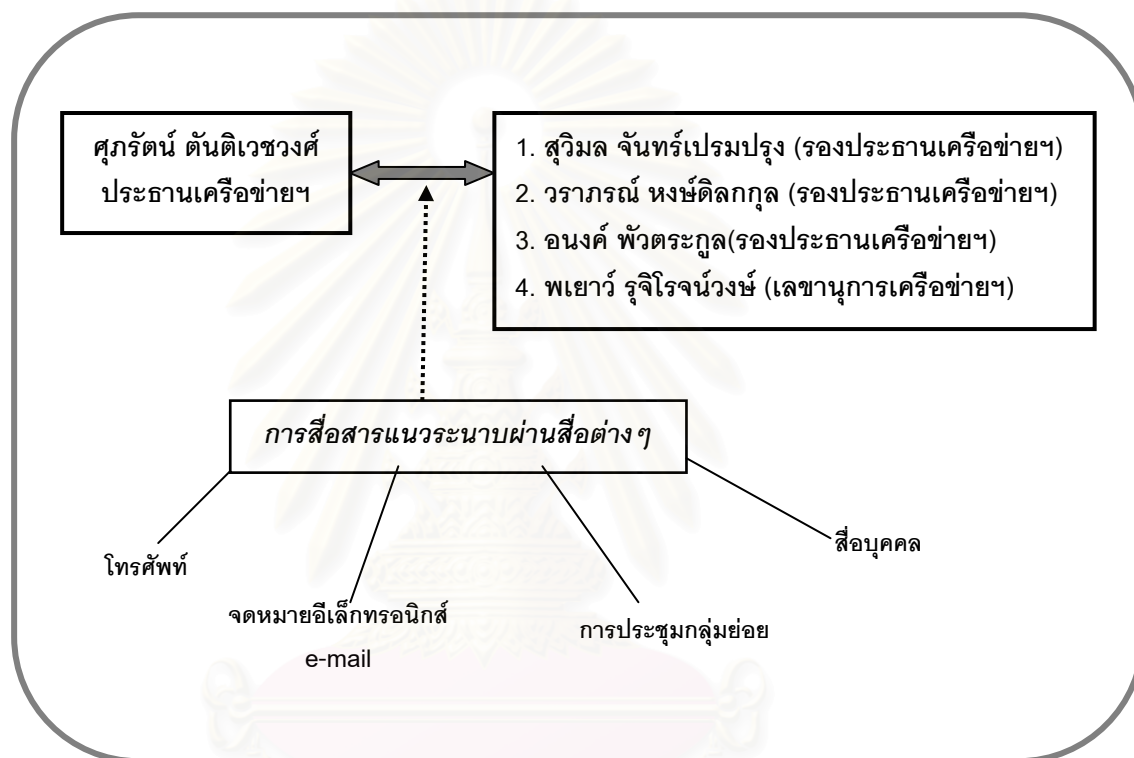 ศุภรัตน์ ตันติเวชวงศ์
ประธานเครือข่ายฯ
1. สุวิมล จันทร์เปรมปรุง (รองประธานเครือข่ายฯ)
2. วราภรณ์ หงษ์ดิลกกุล (รองประธานเครือข่ายฯ)
3. อนงค์ พัวตระกูล(รองประธานเครือข่ายฯ)
4. พเยาว์ รุจิโรจน์วงษ์ (เลขานุการเครือข่ายฯ)
การสื่อสารแนวระนาบผ่านสื่อต่างๆ
สื่อบุคคล
โทรศัพท์
จดหมายอีเล็กทรอนิกส์
e-mail
การประชุมกลุ่มย่อย